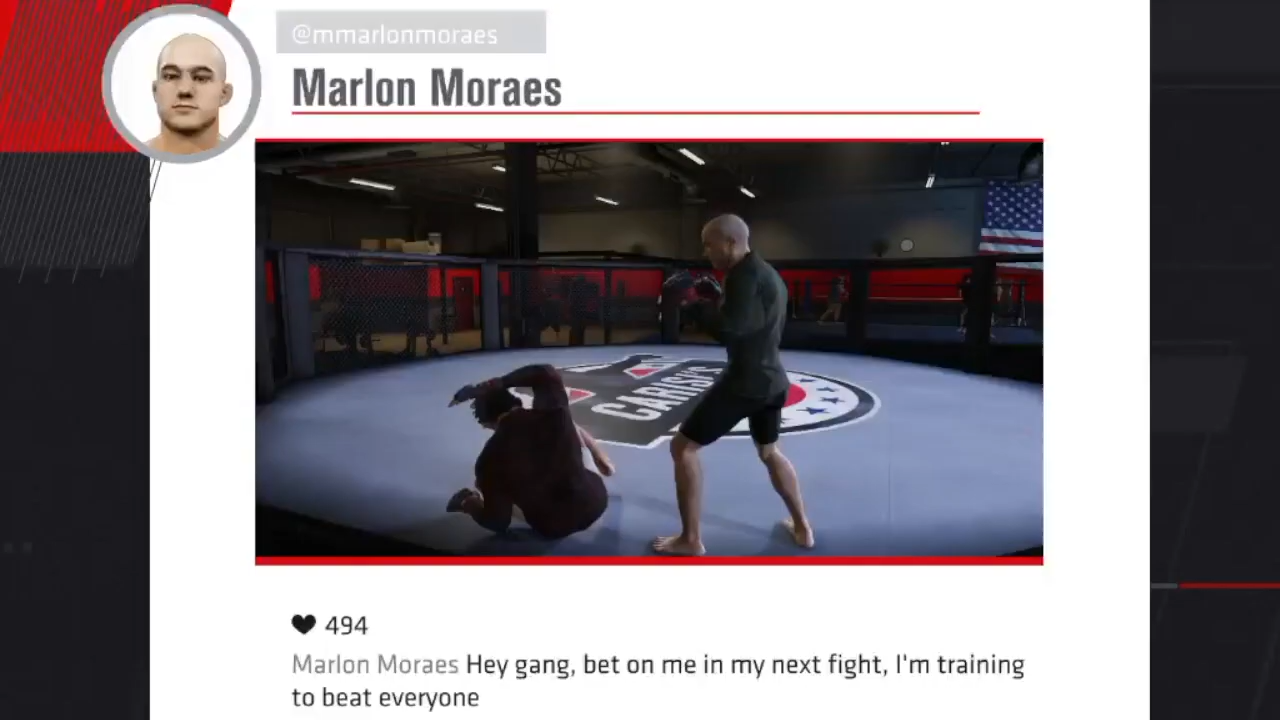 @mmarlonmoraes
Marlon Moraes
CARISI'S
494
Marlon Moraes Hey gang, bet on me in my next fight, I'm training
to beat everyone